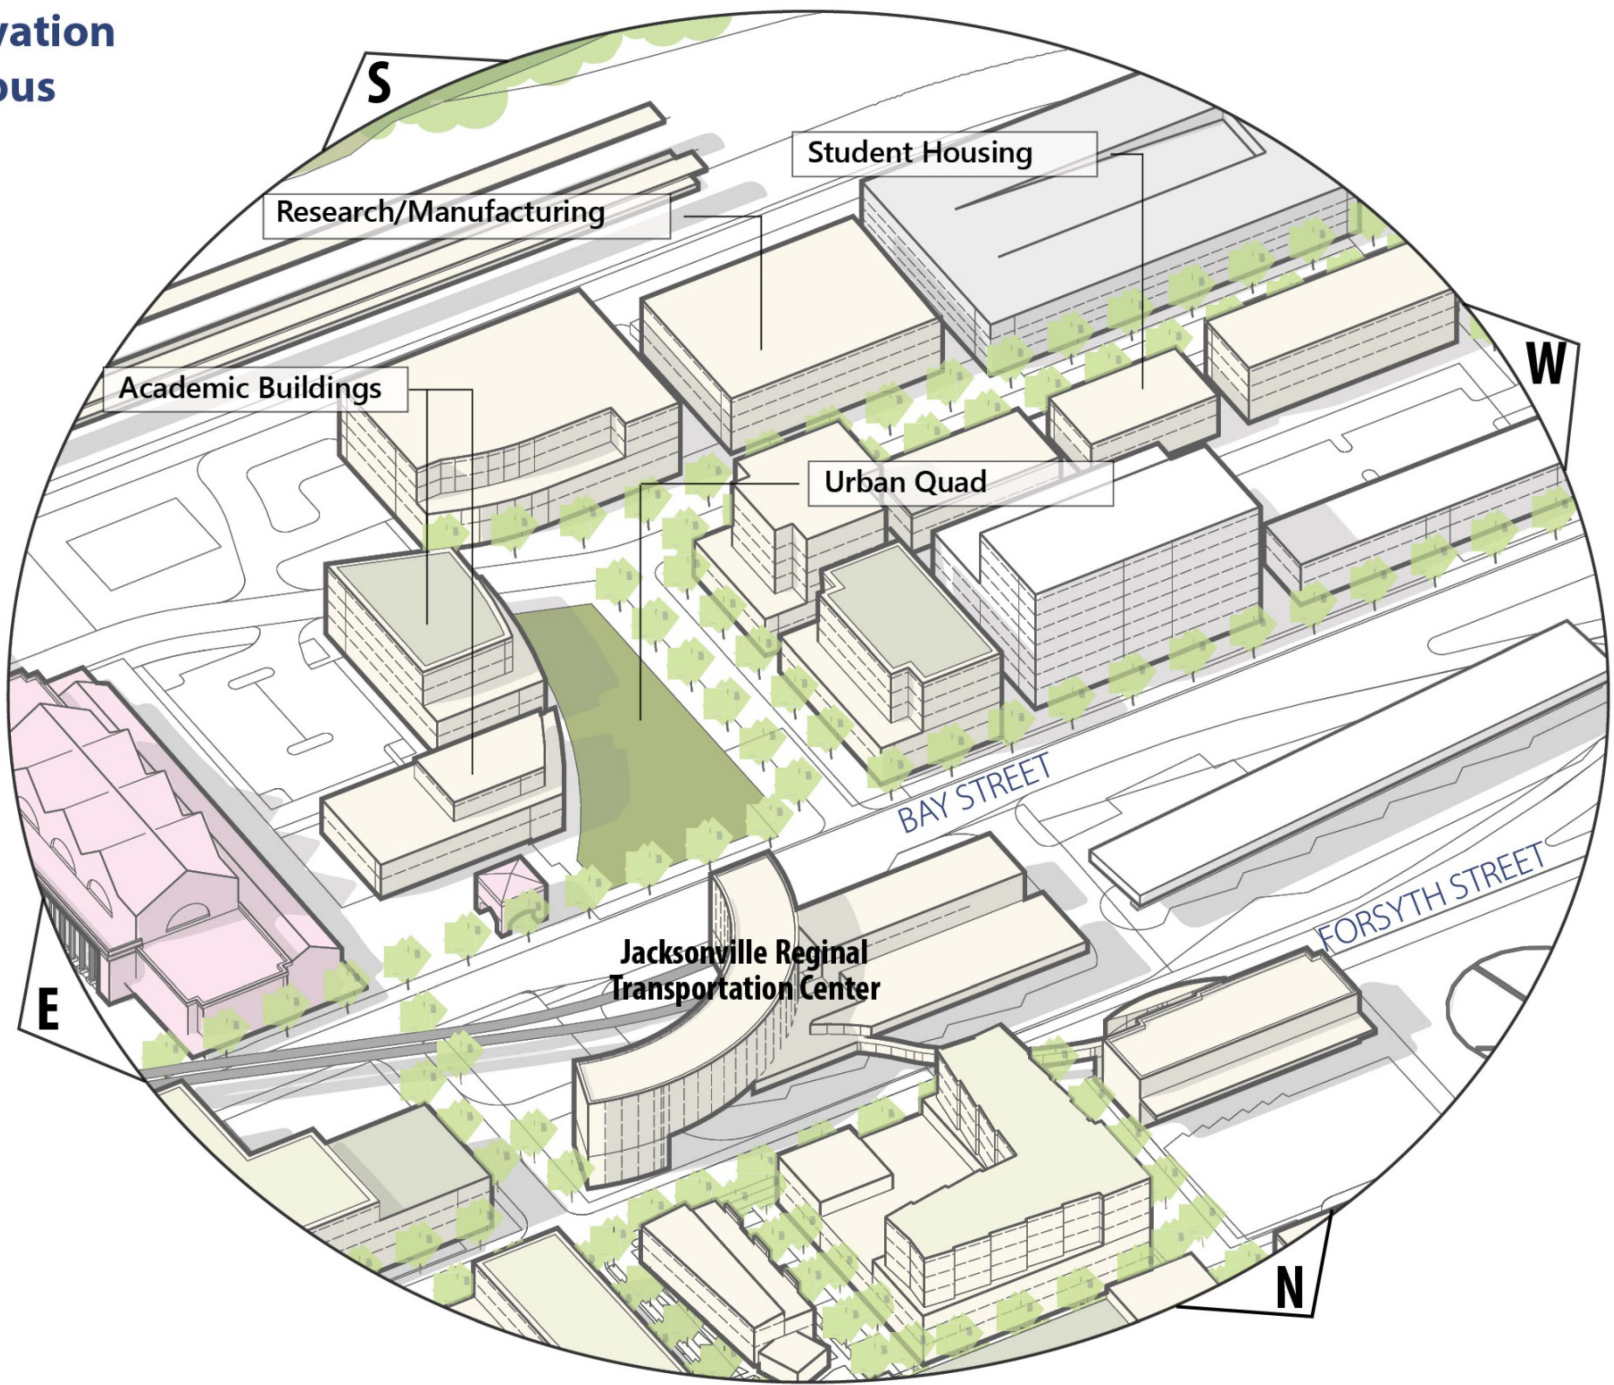 vation
ous
S
Student Housing
Research/Manufacturing
W
Academic Buildings
Urban Quad
BAY STREET
FORSYTH STREET
Jacksonville Reginal
Transportation Center
E
N